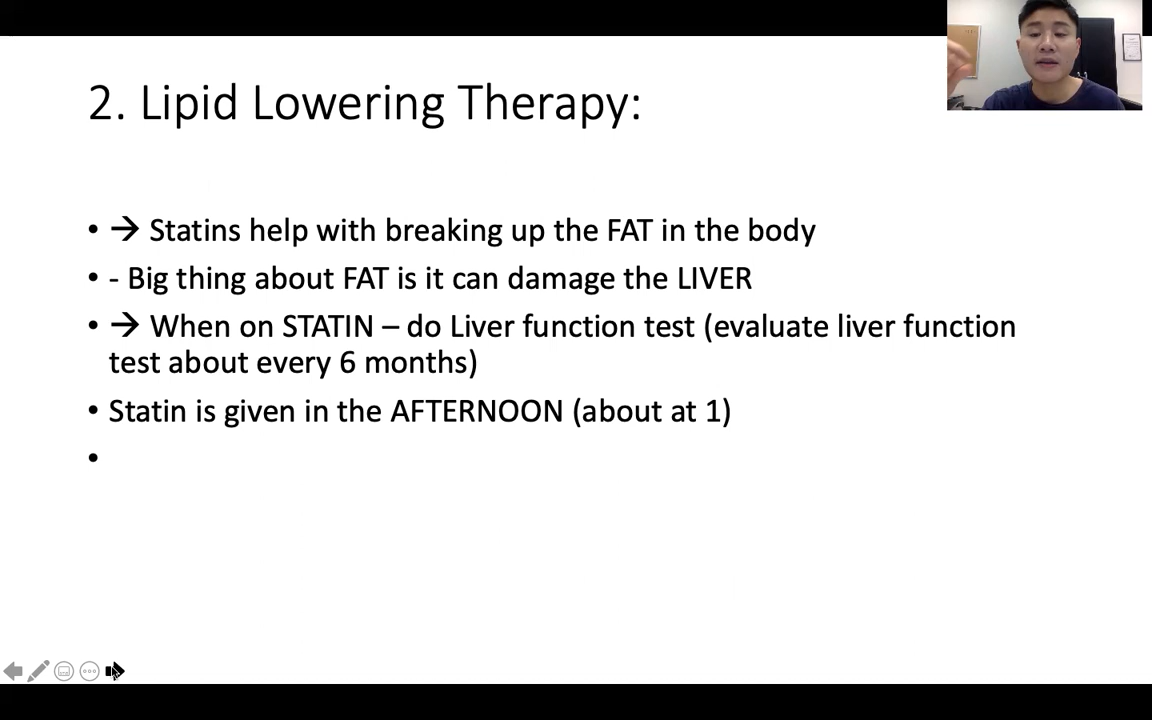 2. Lipid Lowering Therapy:
• → Statins help with breaking up the FAT in the body
• - Big thing about FAT is it can damage the LIVER
• → When on STATIN – do Liver function test (evaluate liver function
test about every 6 months)
• Statin is given in the AFTERNOON (about at 1)
•